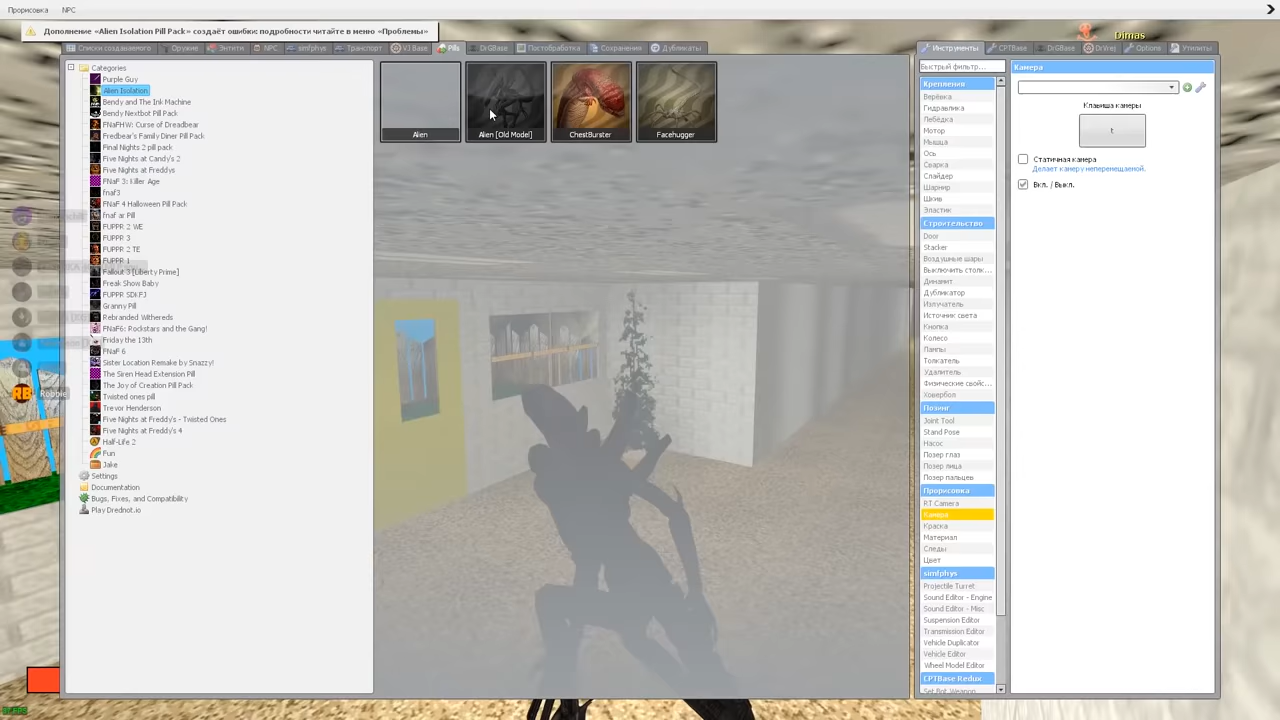 Прорисовка NPC
Дополнение «Alien Isolation Pill Pack» создаёт ошибки: подробности читайте в меню «Проблемы»
Dimas
Списки создаваемого Оружие Энтити NPC simfphys Транспорт V3 Base Pills DrGBase Постобработка Сохранения Дубликаты
Инструменты CPTBase DrGBase DrVrej Options Утилиты
Categories
Purple Guy
Alien Isolation
Bendy and The Ink Machine
Bendy Nextbot Pill Pack
FNaFHW: Curse of Dreadbear
Fredbear's Family Diner Pill Pack
Final Nights 2 pill pack
Five Nights at Candy's 2
Five Nights at Freddys
FNaF 3: Killer Age
fnaf3
FNaF 4 Halloween Pill Pack
fnaf ar Pill
FUPPR 2 WE
FUPPR 3
FUPPR 2 TE
FUPPR 1
Fallout 3 [Liberty Prime]
Freak Show Baby
FUPPR SDI:FJ
Granny Pill
Rebranded Withereds
FNaF6: Rockstars and the Gang!
Friday the 13th
FNaF 6
Sister Location Remake by Snazzy!
The Siren Head Extension Pill
The Joy of Creation Pill Pack
Twisted ones pill
Trevor Henderson
Five Nights at Freddy's - Twisted Ones
Five Nights at Freddy's 4
Half-Life 2
Fun
Jake
Settings
Documentation
Bugs, Fixes, and Compatibility
Play Drednot.io
RB Robbie
Alien
Alien [Old Model]
ChestBurster
Facehugger
Быстрый фильтр...
Крепления
Верёвка
Гидравлика
Лебёдка
Мотор
Мышца
Ось
Сварка
Слайдер
Шарнир
Шкив
Эластик
Строительство
Door
Stacker
Воздушные шары
Выключить столк...
Динамит
Дубликатор
Излучатель
Источник света
Кнопка
Колесо
Лампы
Толкатель
Удалитель
Физические свойс...
Ховербол
Позинг
Joint Tool
Stand Pose
Насос
Позер глаз
Позер лица
Позер пальцев
Прорисовка
RT Camera
Камера
Краска
Материал
Следы
Цвет
simfphys
Projectile Turret
Sound Editor - Engine
Sound Editor - Misc
Suspension Editor
Transmission Editor
Vehicle Duplicator
Vehicle Editor
Wheel Model Editor
CPTBase Redux
Set Bot Weapon
Камера
Клавиша камеры
t
Статичная камера
Делает камеру неперемещаемой.
Вкл. / Выкл.